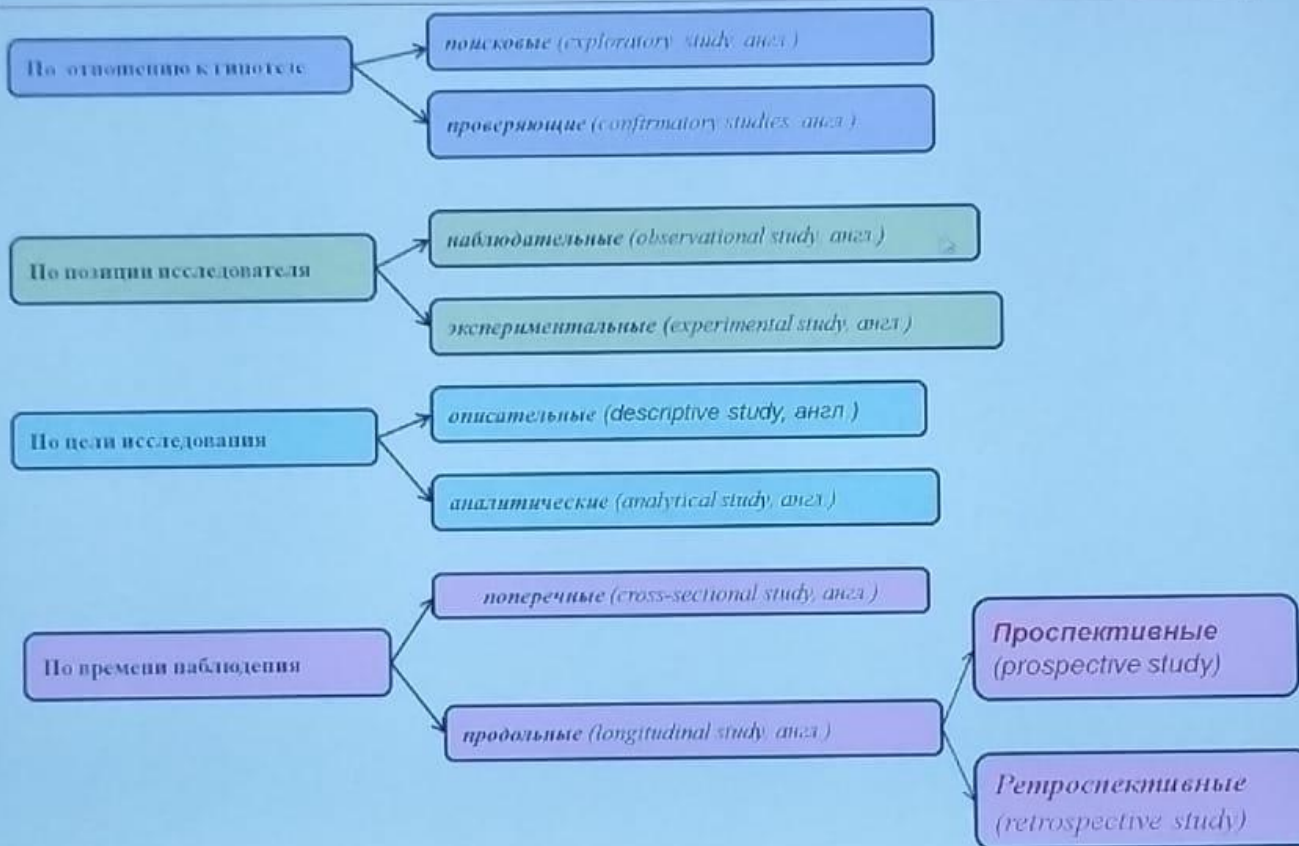 По отношению к гипотезе
поисковые (exploratory study, англ.)
проверяющие (confirmatory studies, англ.)
По позиции исследователя
наблюдательные (observational study, англ.)
экспериментальные (experimental study, англ.)
По цели исследования
описательные (descriptive study, англ.)
аналитические (analytical study, англ.)
По времени наблюдения
поперечные (cross-sectional study, англ.)
продольные (longitudinal study, англ.)
Проспективные
(prospective study)
Ретроспективные
(retrospective study)